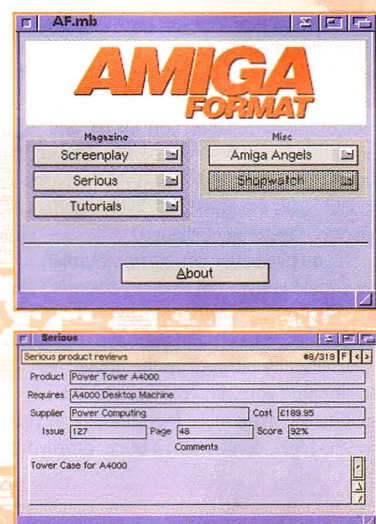 AF.mb
AMIGA
FORMAT
Magazine Misc
Screenplay Amiga Angels
Serious Shopwatch
Tutorials
About
Serious
Serious product reviews #8/319 F < >
Product Power Tower A4000
Requires A4000 Desktop Machine
Supplier Power Computing Cost £189.95
Issue 127 Page 48 Score 92%
Comments
Tower Case for A4000